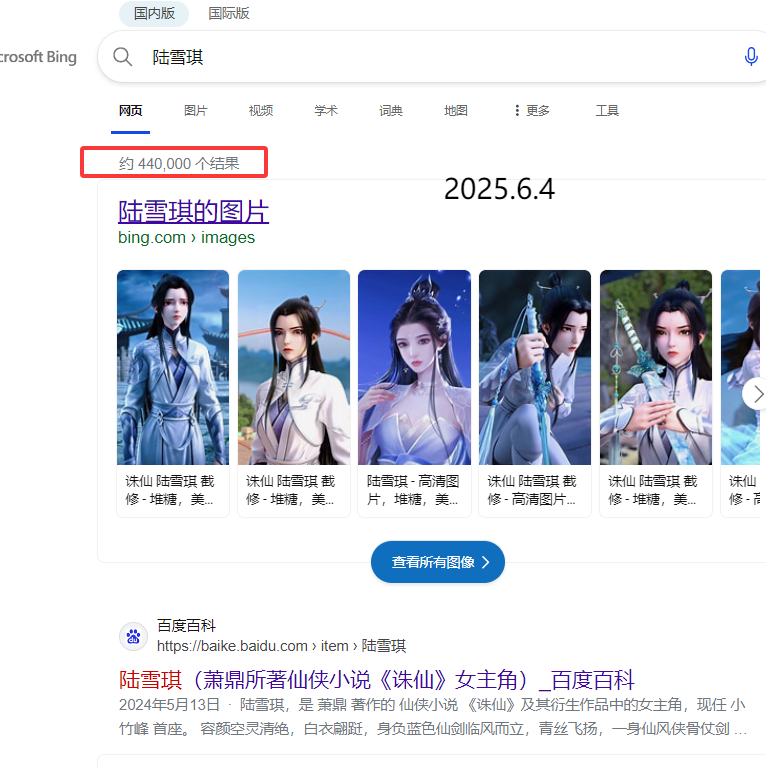 国内版 国际版
crosoft Bing
陆雪琪
网页 图片 视频 学术 词典 地图 更多 工具
约 440,000 个结果
2025.6.4
陆雪琪的图片
bing.com › images
诛仙 陆雪琪 截 诛仙 陆雪琪 截 陆雪琪 - 高清图 诛仙 陆雪琪 截 诛仙 陆雪琪 截 诛仙
修 - 堆糖，美... 修 - 堆糖，美... 片，堆糖，美... 修 - 高清图片... 修 - 堆糖，美... 修 - 高
查看所有图像
百度百科
https://baike.baidu.com › item › 陆雪琪
陆雪琪（萧鼎所著仙侠小说《诛仙》女主角）_百度百科
2024年5月13日 · 陆雪琪，是 萧鼎 著作的 仙侠小说 《诛仙》及其衍生作品中的女主角，现任 小
竹峰 首座。 容颜空灵清绝，白衣翩跹，身负蓝色仙剑临风而立，青丝飞扬，一身仙风侠骨仗剑 ...